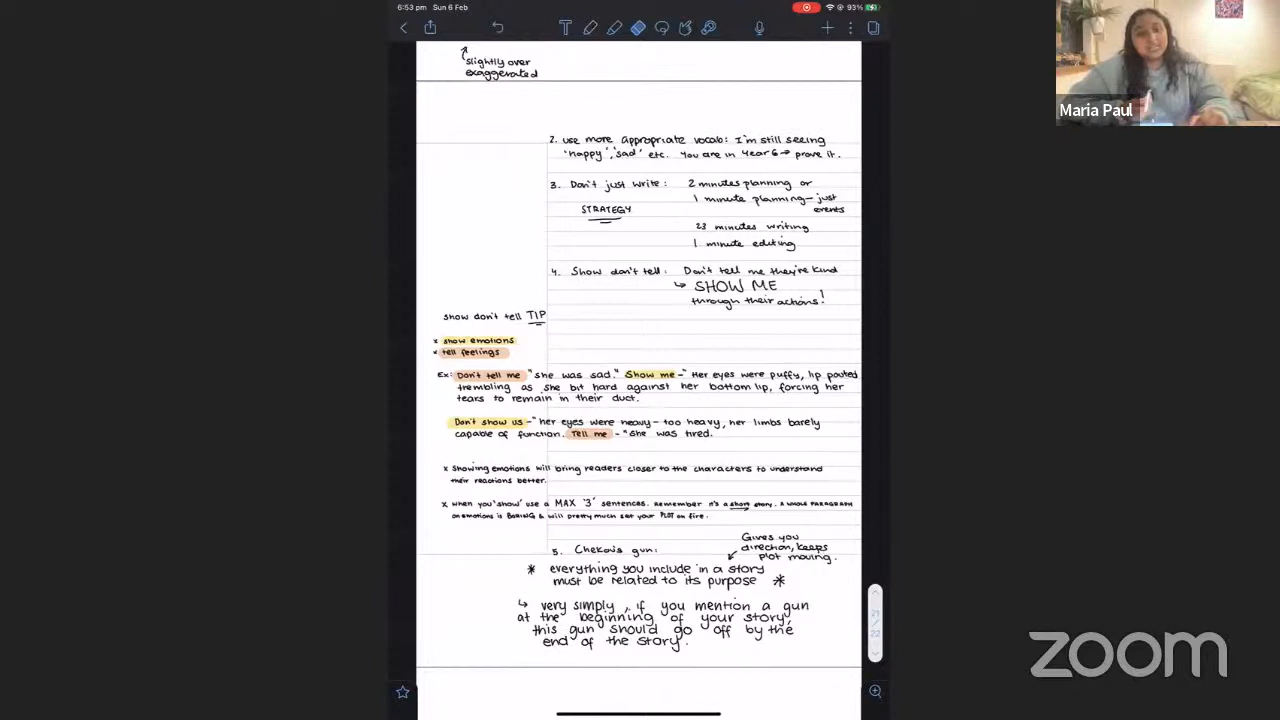 6:53 pm Sun 6 Feb
93%
slightly over
exaggerated
2. use more appropriate vocab: I'm still seeing
'happy', 'sad' etc. You are in Year 6 → prove it.
3. Don't just write: 2 minutes planning or
1 minute planning - just
events
STRATEGY
23 minutes writing
1 minute editing
4. Show don't tell: Don't tell me they're kind
↳ SHOW ME
through their actions!
show don't tell TIP
x show emotions
x tell feelings
Ex: Don't tell me "she was sad." Show me - "Her eyes were puffy, lip pouted
trembling as she bit hard against her bottom lip, forcing her
tears to remain in their duct.
Don't show us - "her eyes were heavy - too heavy, her limbs barely
capable of function. Tell me - "she was tired.
x Showing emotions will bring readers closer to the characters to understand
their reactions better.
x When you 'show' use a MAX '3' sentences. Remember it's a short story. A WHOLE PARAGRAPH
on emotions is BORING & will pretty much set your PLOT on fire.
5. Chekov's gun:
Gives you
direction, keeps
plot moving.
* everything you include in a story
must be related to its purpose *
↳ very simply, if you mention a gun
at the beginning of your story,
this gun should go off by the
end of the story.
21
/
22
Maria Paul
zoom